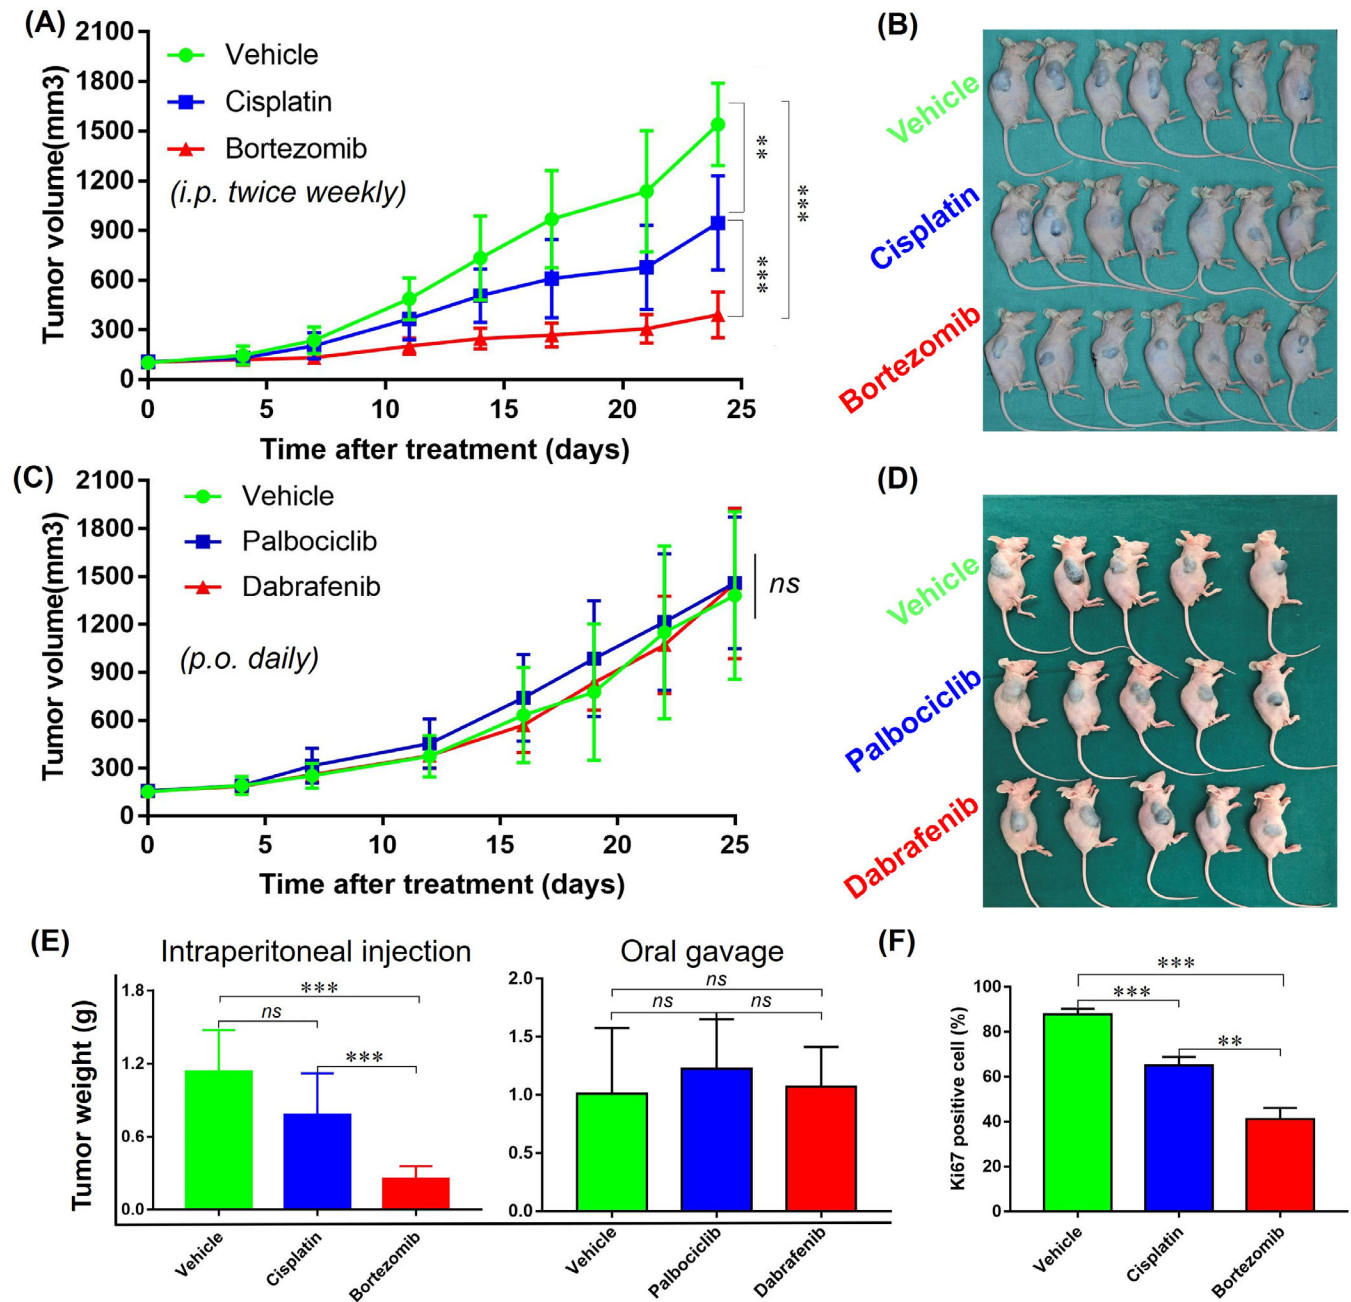 (A)
2100
1800
1500
1200
900
600
300
0
Tumor volume(mm3)
Vehicle
Cisplatin
Bortezomib
(i.p. twice weekly)
**
***
***
0 5 10 15 20 25
Time after treatment (days)
(B)
Vehicle
Cisplatin
Bortezomib
(C)
2100
1800
1500
1200
900
600
300
0
Tumor volume(mm3)
Vehicle
Palbociclib
Dabrafenib
(p.o. daily)
ns
0 5 10 15 20 25
Time after treatment (days)
(D)
Vehicle
Palbociclib
Dabrafenib
(E)
Intraperitoneal injection
Tumor weight (g)
1.8
1.2
0.6
0.0
***
ns
***
Vehicle
Cisplatin
Bortezomib
Oral gavage
2.0
1.5
1.0
0.5
0.0
ns
ns ns
Vehicle
Palbociclib
Dabrafenib
(F)
Ki67 positive cell (%)
100
80
60
40
20
0
***
***
**
Vehicle
Cisplatin
Bortezomib